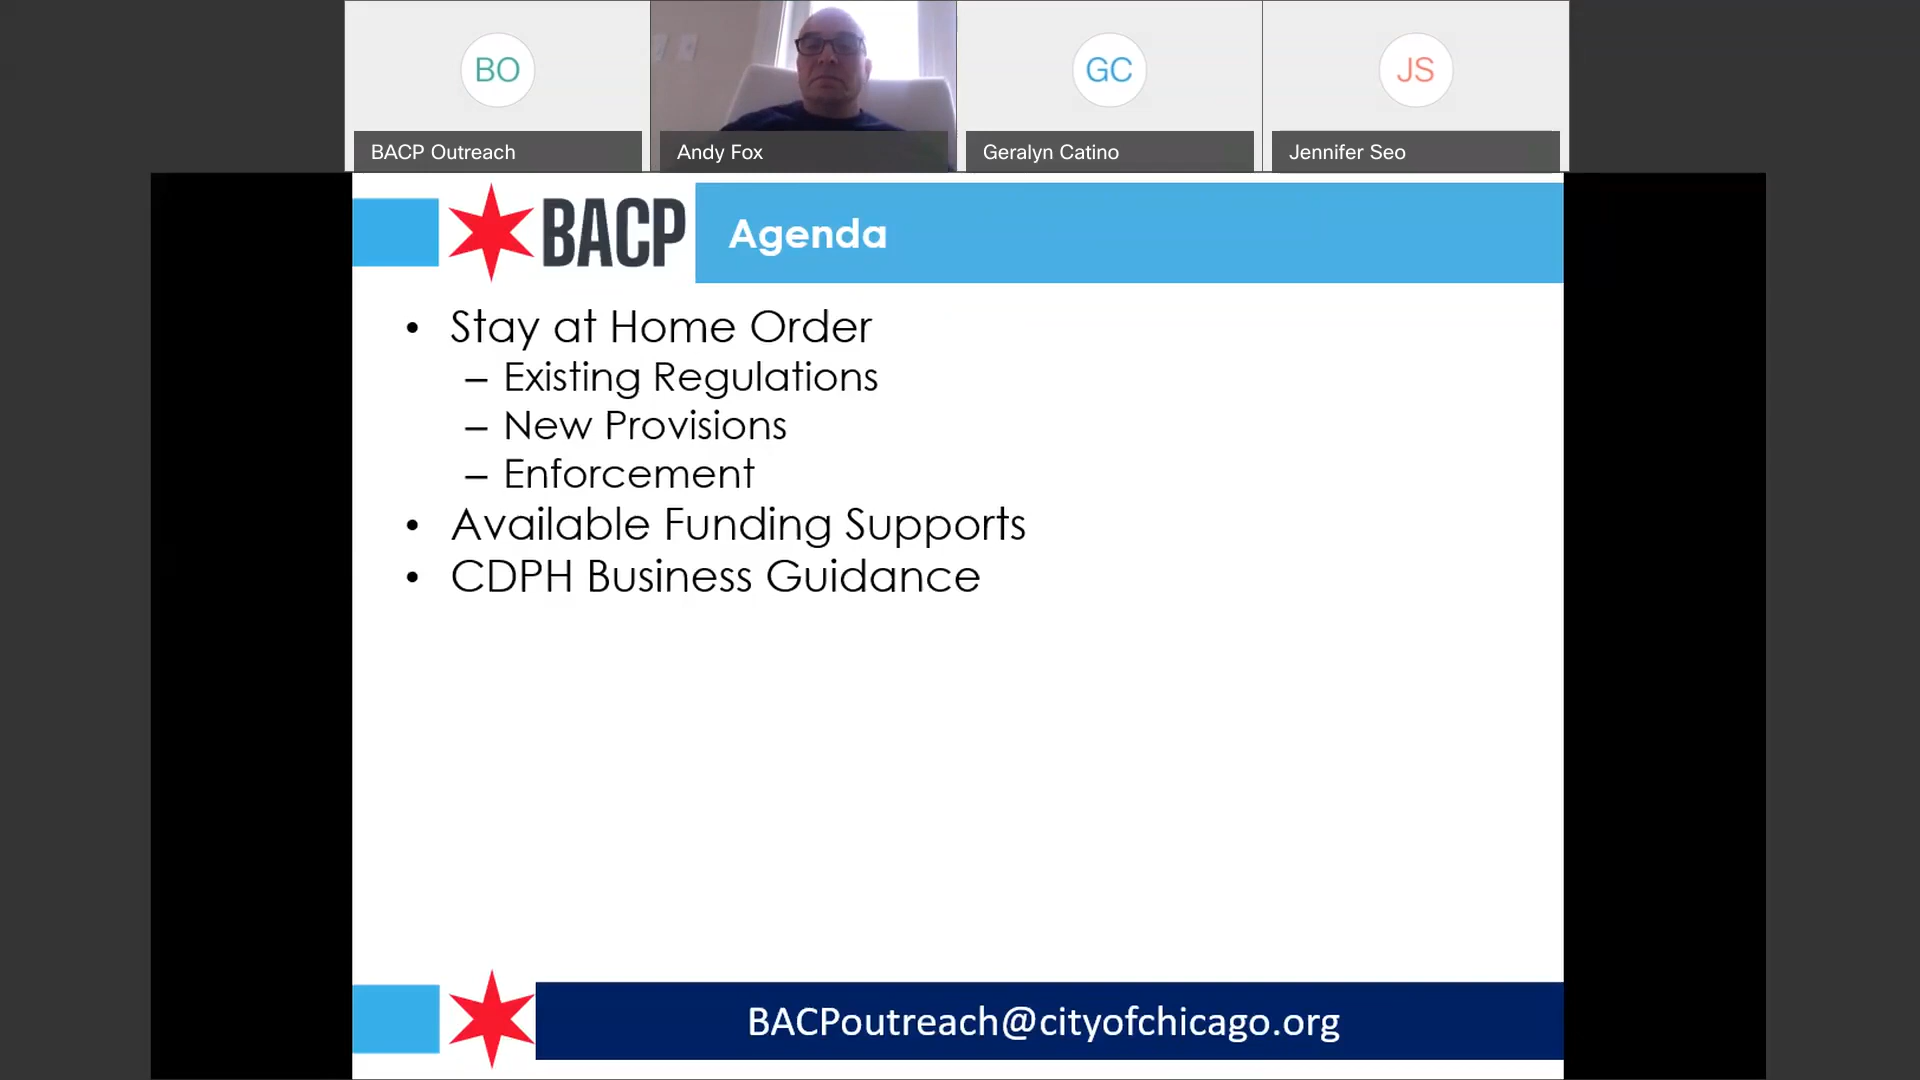 BO
GC
JS
BACP Outreach
Andy Fox
Geralyn Catino
Jennifer Seo
BACP
Agenda
• Stay at Home Order
– Existing Regulations
– New Provisions
– Enforcement
• Available Funding Supports
• CDPH Business Guidance
BACPoutreach@cityofchicago.org